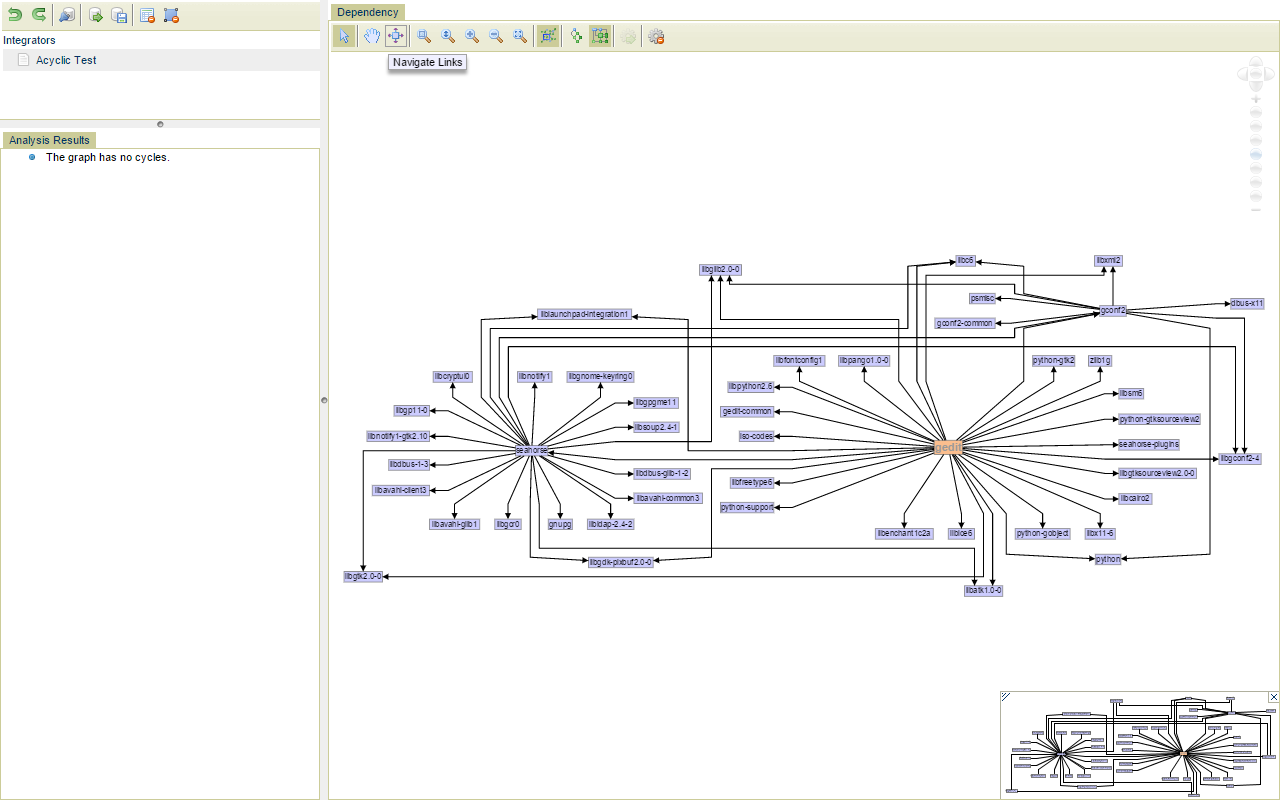 Dependency
Integrators
Acyclic Test
Navigate Links
Analysis Results
The graph has no cycles.
libc6
libxml2
libglib2.0-0
psmisc
dbus-x11
gconf2
liblaunchpad-integration1
gconf2-common
libfontconfig1
libpango1.0-0
python-gtk2
zlib1g
libcryptui0
libnotify1
libgnome-keyring0
libpython2.6
libsm6
libgp11-0
libgpgme11
gedit-common
python-gtksourceview2
libsoup2.4-1
libnotify1-gtk2.10
iso-codes
seahorse-plugins
seahorse
gedit
libgconf2-4
libdbus-1-3
libdbus-glib-1-2
libgtksourceview2.0-0
libfreetype6
libavahi-client3
libavahi-common3
libcairo2
python-support
libavahi-glib1
libgcr0
gnupg
libldap-2.4-2
libenchant1c2a
libice6
python-gobject
libx11-6
libgdk-pixbuf2.0-0
python
libgtk2.0-0
libatk1.0-0